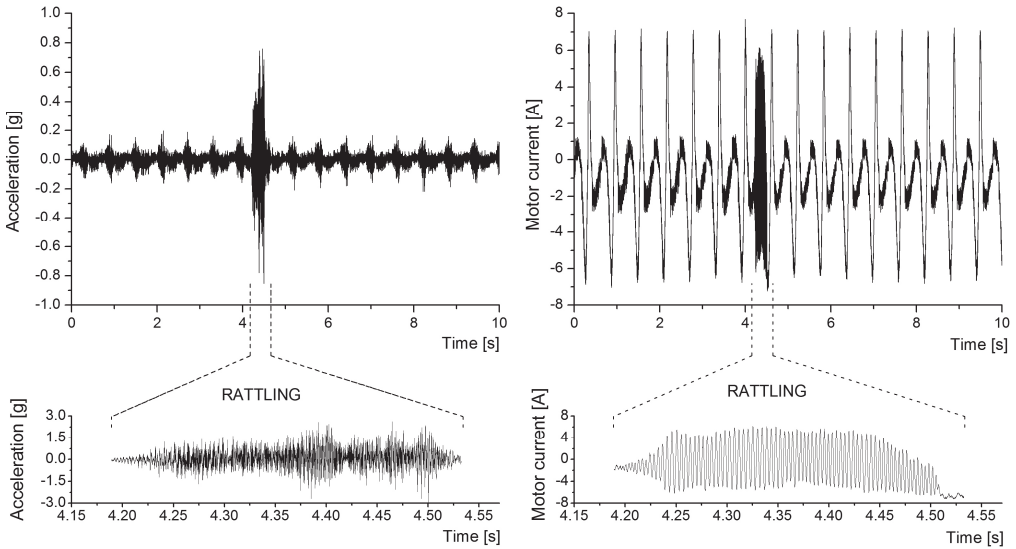 1.0
0.8
0.6
0.4
0.2
0.0
-0.2
-0.4
-0.6
-0.8
-1.0
Acceleration [g]
0 2 4 6 8 10
Time [s]
8
6
4
2
0
-2
-4
-6
-8
Motor current [A]
0 2 4 6 8 10
Time [s]
RATTLING
3.0
1.5
0.0
-1.5
-3.0
Acceleration [g]
4.15 4.20 4.25 4.30 4.35 4.40 4.45 4.50 4.55
Time [s]
RATTLING
8
4
0
-4
-8
Motor current [A]
4.15 4.20 4.25 4.30 4.35 4.40 4.45 4.50 4.55
Time [s]